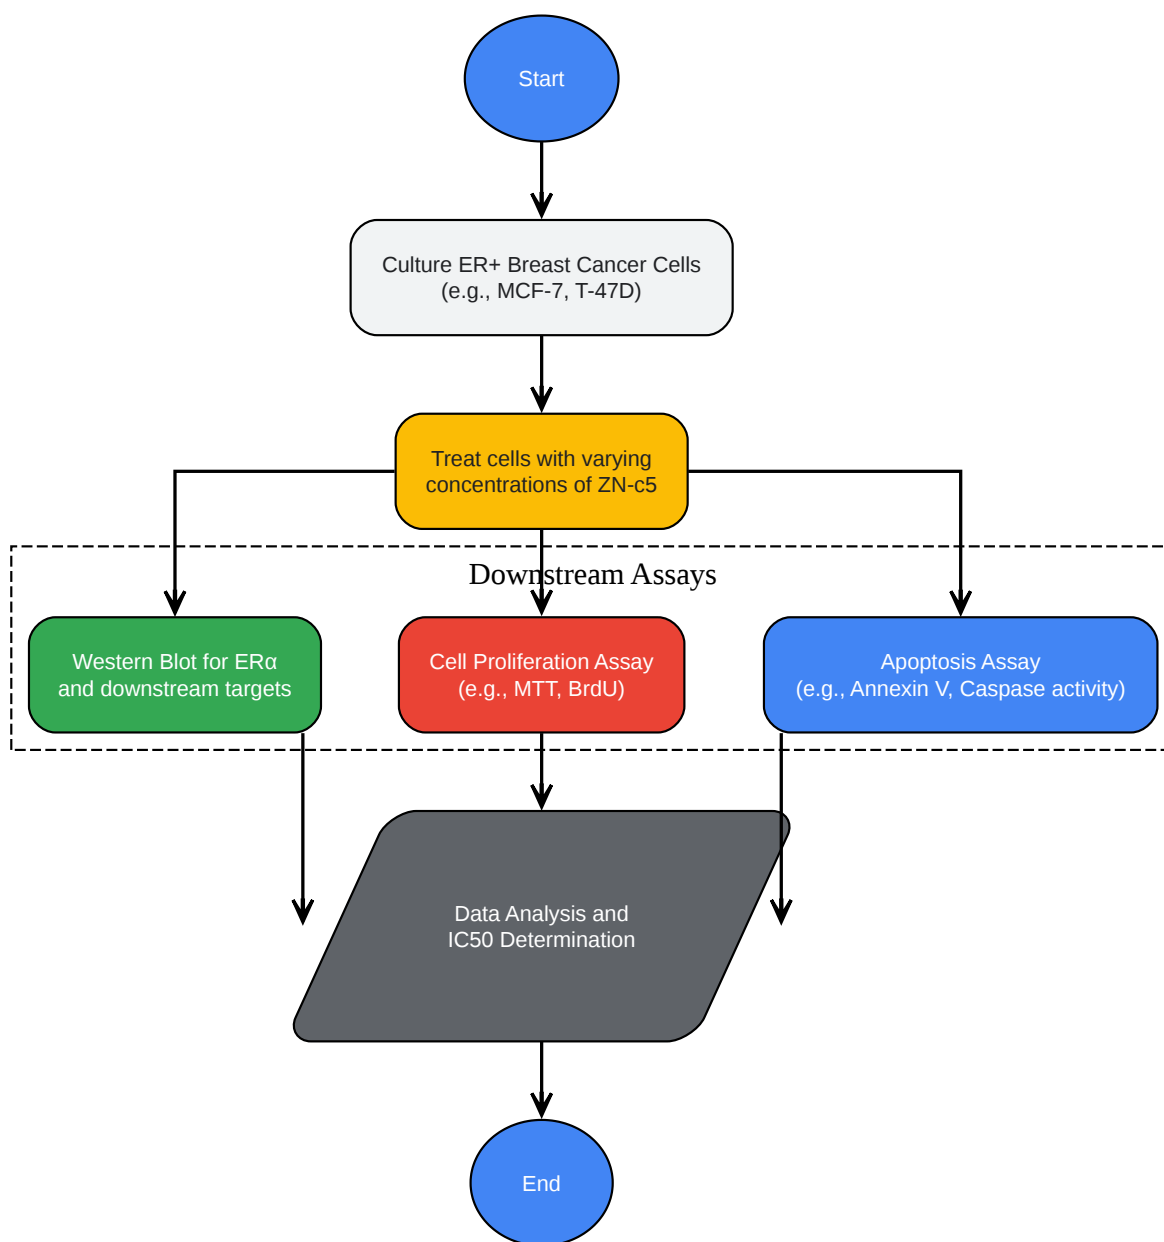 Start
Culture ER+ Breast Cancer Cells
(e.g., MCF-7, T-47D)
Treat cells with varying
concentrations of ZN-c5
Downstream Assays
Western Blot for ERα
and downstream targets
Cell Proliferation Assay
(e.g., MTT, BrdU)
Apoptosis Assay
(e.g., Annexin V, Caspase activity)
Data Analysis and
IC50 Determination
End